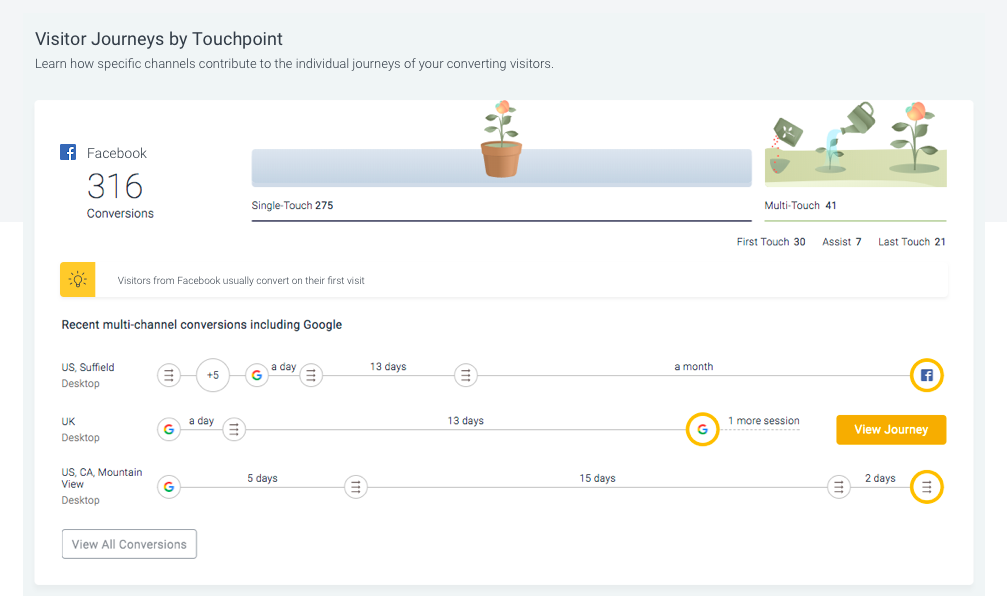 Visitor Journeys by Touchpoint
Learn how specific channels contribute to the individual journeys of your converting visitors.
Facebook
316
Conversions
Single-Touch 275
Multi-Touch 41
First Touch 30 Assist 7 Last Touch 21
Visitors from Facebook usually convert on their first visit
Recent multi-channel conversions including Google
US, Suffield
Desktop
+5
G
a day
13 days
a month
UK
Desktop
G
a day
13 days
G
1 more session
View Journey
US, CA, Mountain
View
Desktop
G
5 days
15 days
2 days
View All Conversions